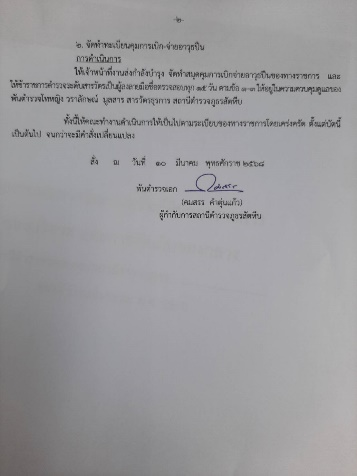 -๒-
๒. จัดทำทะเบียนคุมการเบิก-จ่ายอาวุธปืน
การดำเนินการ
ให้เจ้าหน้าที่งานส่งกำลังบำรุง จัดทำสมุดคุมการเบิกจ่ายอาวุธปืนของทางราชการ และ
ให้ข้าราชการตำรวจระดับสารวัตรเป็นผู้ลงลายมือชื่อตรวจสอบทุก ๑๕ วัน ตามข้อ ๑-๓ ให้อยู่ในความควบคุมดูแลของ
พันตำรวจโทหญิง วราลักษณ์ มูลสาร สารวัตรธุรการ สถานีตำรวจภูธรสัตหีบ
ทั้งนี้ให้คณะทำงานดำเนินการให้เป็นไปตามระเบียบของทางราชการโดยเคร่งครัด ตั้งแต่บัดนี้
เป็นต้นไป จนกว่าจะมีคำสั่งเปลี่ยนแปลง
สั่ง ณ วันที่ ๑๐ มีนาคม พุทธศักราช ๒๕๖๘
พันตำรวจเอก
(คมสรร คำตุ่นแก้ว)
ผู้กำกับการสถานีตำรวจภูธรสัตหีบ